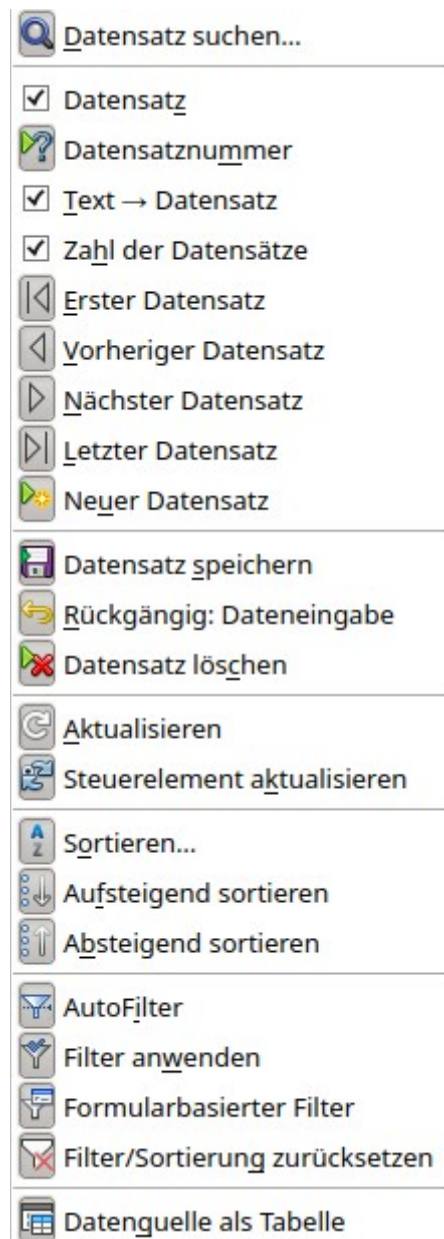 Datensatz suchen...
Datensatz
Datensatznummer
Text → Datensatz
Zahl der Datensätze
Erster Datensatz
Vorheriger Datensatz
Nächster Datensatz
Letzter Datensatz
Neuer Datensatz
Datensatz speichern
Rückgängig: Dateneingabe
Datensatz löschen
Aktualisieren
Steuerelement aktualisieren
Sortieren...
Aufsteigend sortieren
Absteigend sortieren
AutoFilter
Filter anwenden
Formularbasierter Filter
Filter/Sortierung zurücksetzen
Datenquelle als Tabelle